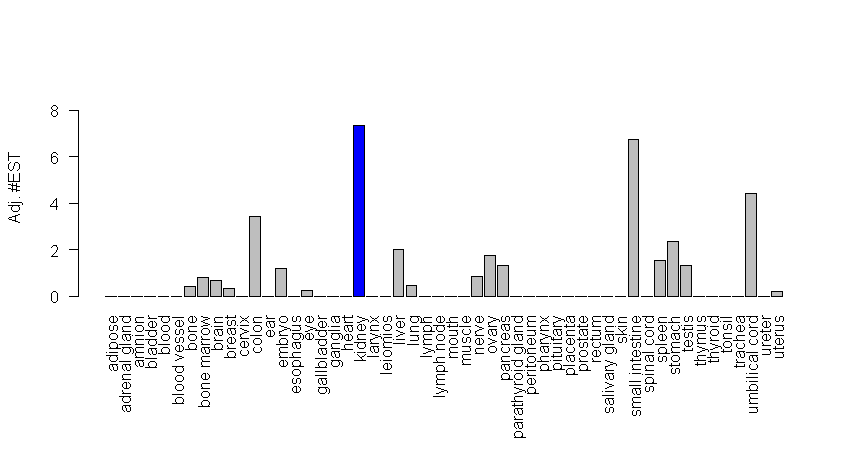 Adj. #EST
8
6
4
2
0
adipose
adrenal gland
amnion
bladder
blood
blood vessel
bone
bone marrow
brain
breast
cervix
colon
ear
embryo
esophagus
eye
gallbladder
ganglia
heart
kidney
larynx
leiomios
liver
lung
lymph
lymph node
mouth
muscle
nerve
ovary
pancreas
parathyroid gland
peritoneum
pharynx
pituitary
placenta
prostate
rectum
salivary gland
skin
small intestine
spinal cord
spleen
stomach
testis
thymus
thyroid
tonsil
trachea
umbilical cord
ureter
uterus